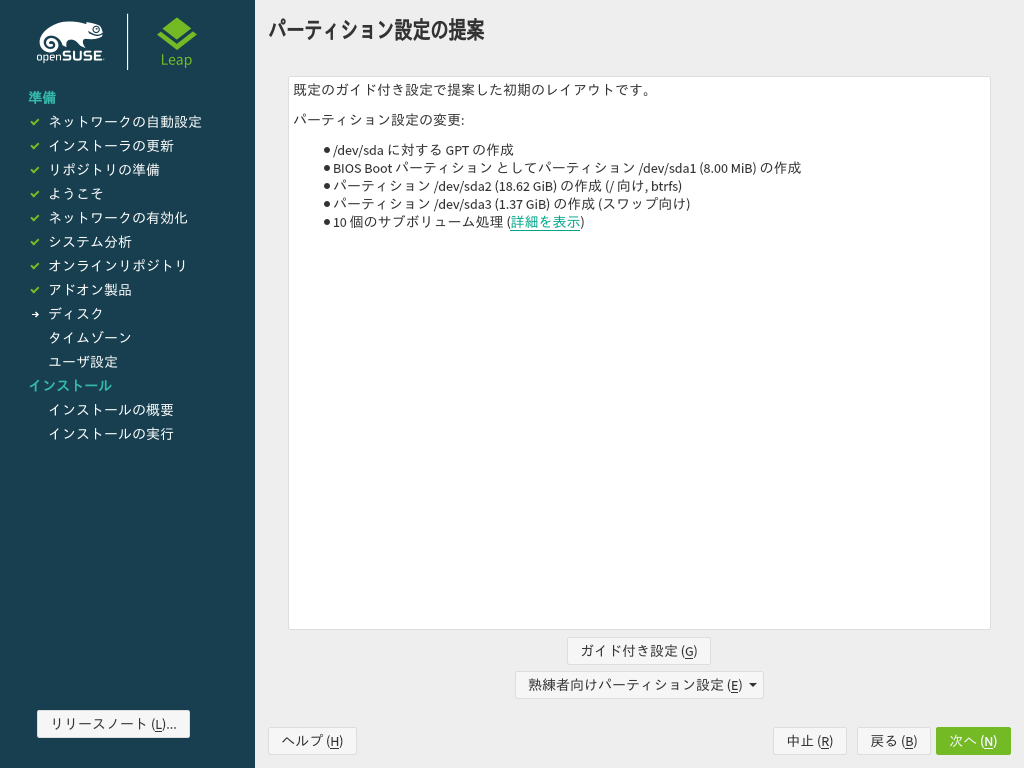 openSUSE
Leap
準備
ネットワークの自動設定
インストーラの更新
リポジトリの準備
ようこそ
ネットワークの有効化
システム分析
オンラインリポジトリ
アドオン製品
ディスク
タイムゾーン
ユーザ設定
インストール
インストールの概要
インストールの実行
リリースノート (L)...
パーティション設定の提案
既定のガイド付き設定で提案した初期のレイアウトです。
パーティション設定の変更:
● /dev/sda に対する GPT の作成
● BIOS Boot パーティション としてパーティション /dev/sda1 (8.00 MiB) の作成
● パーティション /dev/sda2 (18.62 GiB) の作成 (/ 向け, btrfs)
● パーティション /dev/sda3 (1.37 GiB) の作成 (スワップ向け)
● 10 個のサブボリューム処理 (詳細を表示)
ガイド付き設定 (G)
熟練者向けパーティション設定 (E)
ヘルプ (H)
中止 (R)
戻る (B)
次へ (N)